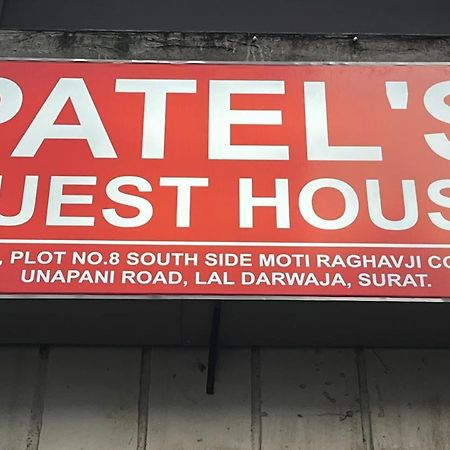 PATEL'S
UEST HOUS
, PLOT NO.8 SOUTH SIDE MOTI RAGHAVJI CO
UNAPANI ROAD, LAL DARWAJA, SURAT.